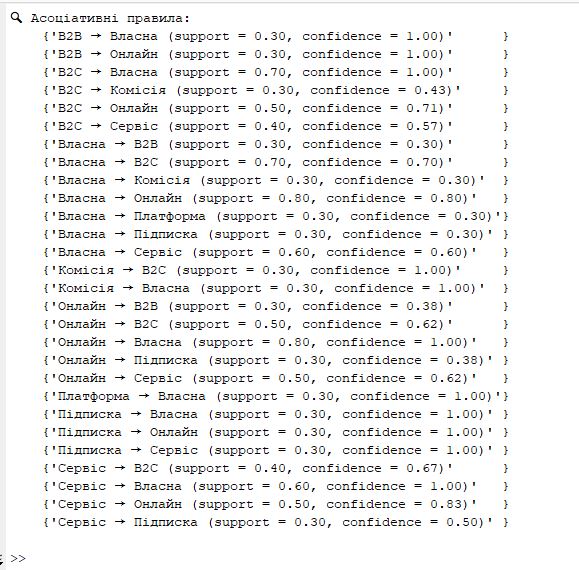 🔍 Асоціативні правила:
{'B2B → Власна (support = 0.30, confidence = 1.00)' }
{'B2B → Онлайн (support = 0.30, confidence = 1.00)' }
{'B2C → Власна (support = 0.70, confidence = 1.00)' }
{'B2C → Комісія (support = 0.30, confidence = 0.43)' }
{'B2C → Онлайн (support = 0.50, confidence = 0.71)' }
{'B2C → Сервіс (support = 0.40, confidence = 0.57)' }
{'Власна → B2B (support = 0.30, confidence = 0.30)' }
{'Власна → B2C (support = 0.70, confidence = 0.70)' }
{'Власна → Комісія (support = 0.30, confidence = 0.30)' }
{'Власна → Онлайн (support = 0.80, confidence = 0.80)' }
{'Власна → Платформа (support = 0.30, confidence = 0.30)'}
{'Власна → Підписка (support = 0.30, confidence = 0.30)' }
{'Власна → Сервіс (support = 0.60, confidence = 0.60)' }
{'Комісія → B2C (support = 0.30, confidence = 1.00)' }
{'Комісія → Власна (support = 0.30, confidence = 1.00)' }
{'Онлайн → B2B (support = 0.30, confidence = 0.38)' }
{'Онлайн → B2C (support = 0.50, confidence = 0.62)' }
{'Онлайн → Власна (support = 0.80, confidence = 1.00)' }
{'Онлайн → Підписка (support = 0.30, confidence = 0.38)' }
{'Онлайн → Сервіс (support = 0.50, confidence = 0.62)' }
{'Платформа → Власна (support = 0.30, confidence = 1.00)'}
{'Підписка → Власна (support = 0.30, confidence = 1.00)' }
{'Підписка → Онлайн (support = 0.30, confidence = 1.00)' }
{'Підписка → Сервіс (support = 0.30, confidence = 1.00)' }
{'Сервіс → B2C (support = 0.40, confidence = 0.67)' }
{'Сервіс → Власна (support = 0.60, confidence = 1.00)' }
{'Сервіс → Онлайн (support = 0.50, confidence = 0.83)' }
{'Сервіс → Підписка (support = 0.30, confidence = 0.50)' }
>>